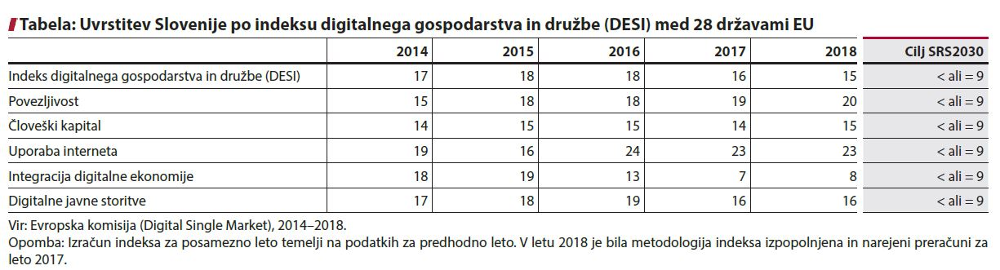 Tabela: Uvrstitev Slovenije po indeksu digitalnega gospodarstva in družbe (DESI) med 28 državami EU
2014 2015 2016 2017 2018 Cilj SRS2030
Indeks digitalnega gospodarstva in družbe (DESI) 17 18 18 16 15 < ali = 9
Povezljivost 15 18 18 19 20 < ali = 9
Človeški kapital 14 15 15 14 15 < ali = 9
Uporaba interneta 19 16 24 23 23 < ali = 9
Integracija digitalne ekonomije 18 19 13 7 8 < ali = 9
Digitalne javne storitve 17 18 19 16 16 < ali = 9
Vir: Evropska komisija (Digital Single Market), 2014–2018.
Opomba: Izračun indeksa za posamezno leto temelji na podatkih za predhodno leto. V letu 2018 je bila metodologija indeksa izpopolnjena in narejeni preračuni za
leto 2017.